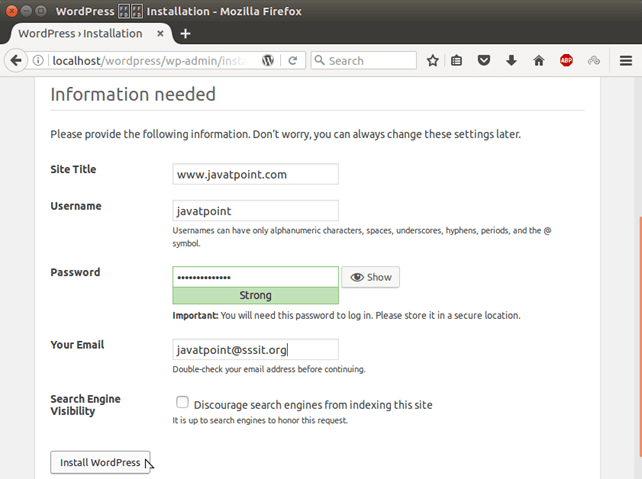 WordPress › Installation - Mozilla Firefox
WordPress › Installation
localhost/wordpress/wp-admin/insta
Search
ABP
Information needed
Please provide the following information. Don't worry, you can always change these settings later.
Site Title
www.javatpoint.com
Username
javatpoint
Usernames can have only alphanumeric characters, spaces, underscores, hyphens, periods, and the @
symbol.
Password
••••••••••••••
Show
Strong
Important: You will need this password to log in. Please store it in a secure location.
Your Email
javatpoint@sssit.org
Double-check your email address before continuing.
Search Engine
Visibility
Discourage search engines from indexing this site
It is up to search engines to honor this request.
Install WordPress